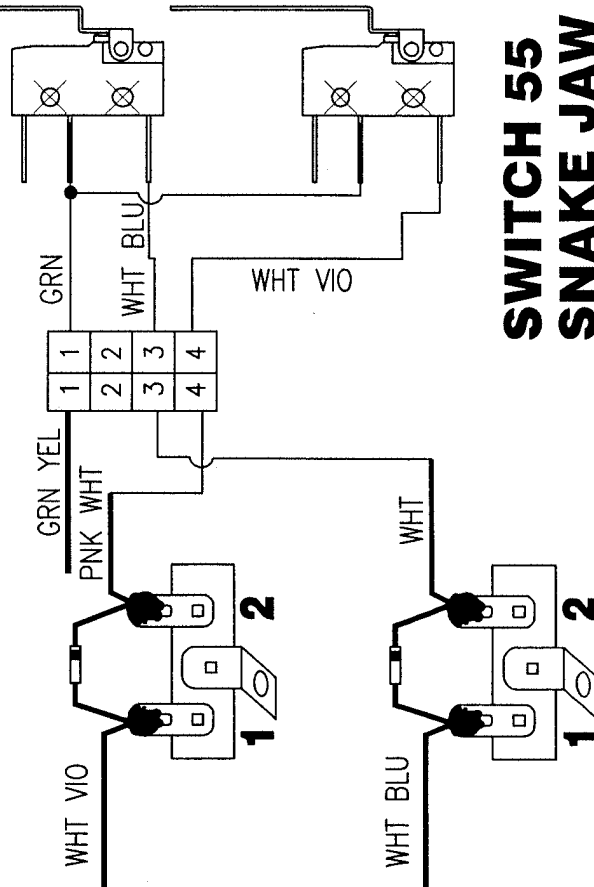 SWITCH 55
SNAKE JAW
GRN
WHT BLU
WHT VIO
1 2 3 4
1 2 3 4
GRN YEL
PNK WHT
WHT
2
1
2
1
WHT VIO
WHT BLU